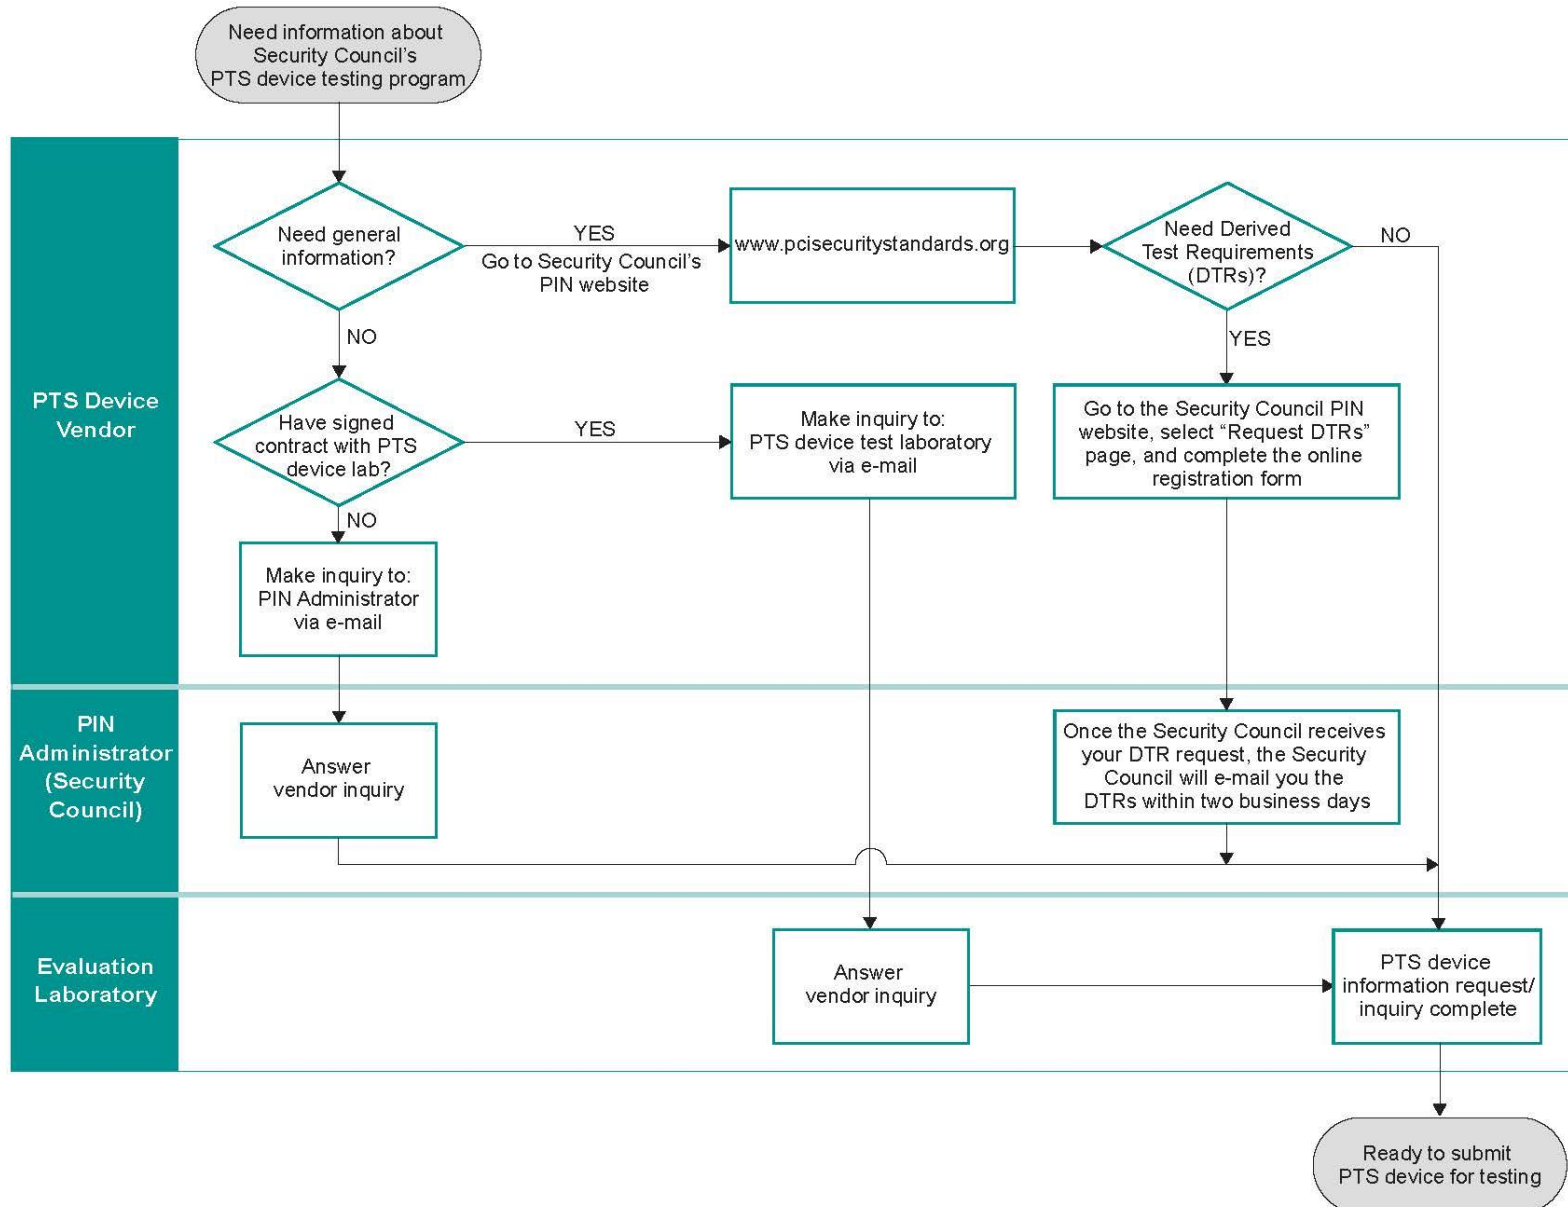 Need information about
Security Council's
PTS device testing program
PTS Device
Vendor
Need general
information?
YES
Go to Security Council's
PIN website
www.pcisecuritystandards.org
Need Derived
Test Requirements
(DTRs)?
NO
NO
YES
Have signed
contract with PTS
device lab?
YES
Make inquiry to:
PTS device test laboratory
via e-mail
Go to the Security Council PIN
website, select “Request DTRs”
page, and complete the online
registration form
NO
Make inquiry to:
PIN Administrator
via e-mail
PIN
Administrator
(Security
Council)
Answer
vendor inquiry
Once the Security Council receives
your DTR request, the Security
Council will e-mail you the
DTRs within two business days
Evaluation
Laboratory
Answer
vendor inquiry
PTS device
information request/
inquiry complete
Ready to submit
PTS device for testing